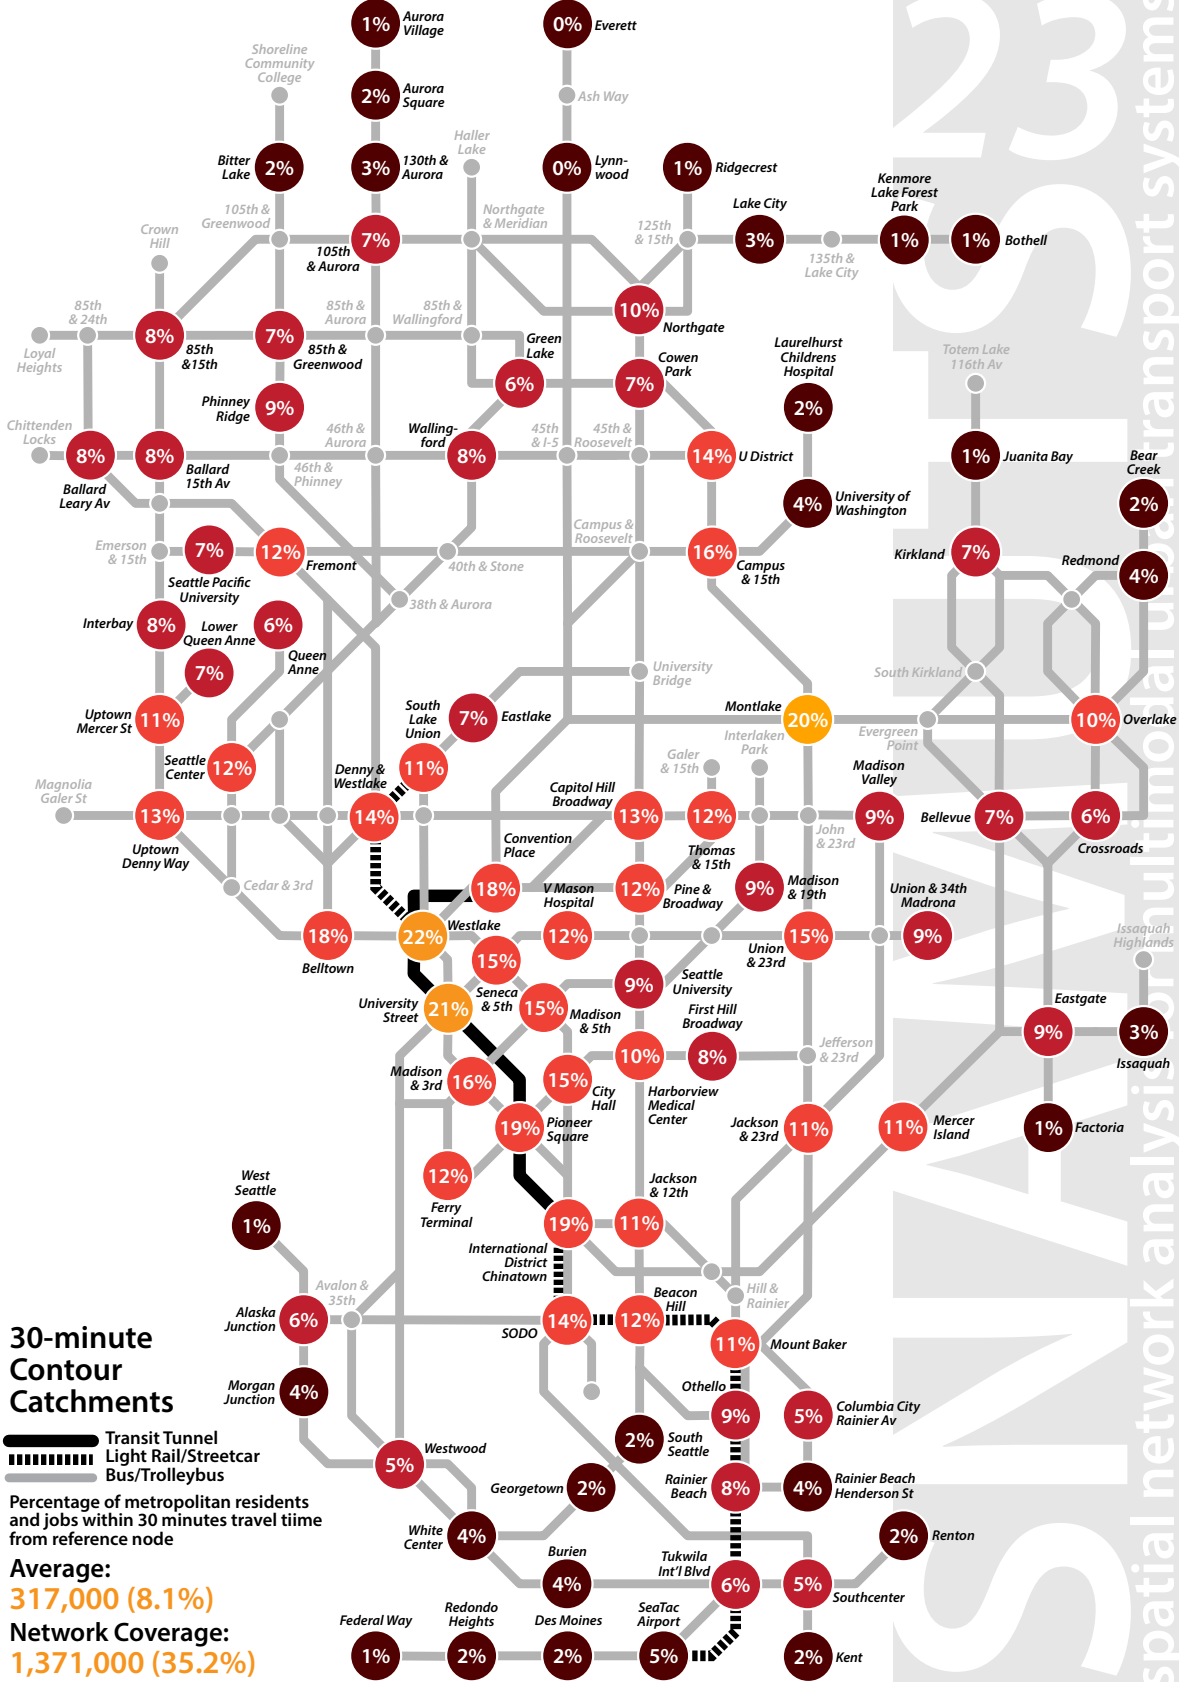 1%
Aurora
Village
0%
Everett
Shoreline
Community
College
2%
Aurora
Square
Ash Way
Haller
Lake
Bitter
Lake
2%
3%
130th &
Aurora
0%
Lynn-
wood
1%
Ridgecrest
Kenmore
Lake Forest
Park
Lake City
105th &
Greenwood
Northgate
& Meridian
125th
& 15th
3%
1%
1%
Bothell
Crown
Hill
7%
105th
& Aurora
135th &
Lake City
10%
Northgate
85th
& 24th
85th &
Aurora
85th &
Wallingford
Loyal
Heights
8%
85th
&15th
7%
85th &
Greenwood
Green
Lake
6%
Cowen
Park
7%
Laurelhurst
Childrens
Hospital
2%
Totem Lake
116th Av
Phinney
Ridge
9%
Chittenden
Locks
8%
Ballard
Leary Av
8%
Ballard
15th Av
46th &
Aurora
46th &
Phinney
Walling-
ford
8%
45th
& I-5
45th &
Roosevelt
14%
U District
1%
Juanita Bay
Bear
Creek
2%
4%
University of
Washington
Emerson
& 15th
7%
Seattle Pacific
University
12%
Fremont
40th & Stone
Campus &
Roosevelt
16%
Campus
& 15th
Kirkland
7%
Redmond
4%
38th & Aurora
Interbay
8%
Lower
Queen Anne
7%
6%
Queen
Anne
University
Bridge
South Kirkland
Uptown
Mercer St
11%
South
Lake
Union
7%
Eastlake
Montlake
20%
Interlaken
Park
Evergreen
Point
10%
Overlake
Seattle
Center
12%
Denny &
Westlake
11%
Galer
& 15th
Madison
Valley
Magnolia
Galer St
13%
Uptown
Denny Way
14%
Capitol Hill
Broadway
13%
12%
Thomas
& 15th
John
& 23rd
9%
Bellevue
7%
6%
Crossroads
Convention
Place
18%
Cedar & 3rd
V Mason
Hospital
12%
Pine &
Broadway
9%
Madison
& 19th
Union & 34th
Madrona
18%
Belltown
22%
Westlake
12%
15%
Union
& 23rd
9%
Issaquah
Highlands
15%
Seneca
& 5th
University
Street
21%
15%
Madison
& 5th
9%
Seattle
University
First Hill
Broadway
Eastgate
9%
3%
Issaquah
Madison
& 3rd
16%
15%
City
Hall
10%
Harborview
Medical
Center
8%
Jefferson
& 23rd
19%
Pioneer
Square
Jackson
& 23rd
11%
11%
Mercer
Island
1%
Factoria
12%
Ferry
Terminal
West
Seattle
1%
Jackson
& 12th
19%
International
District
Chinatown
11%
Avalon &
35th
Hill &
Rainier
Alaska
Junction
6%
SODO
14%
Beacon
Hill
12%
11%
Mount Baker
Morgan
Junction
4%
Othello
9%
5%
Columbia City
Rainier Av
5%
Westwood
2%
South
Seattle
Georgetown
2%
Rainier
Beach
8%
4%
Rainier Beach
Henderson St
White
Center
4%
2%
Renton
Burien
4%
Tukwila
Int'l Blvd
6%
5%
Southcenter
Federal Way
1%
Redondo
Heights
2%
Des Moines
2%
SeaTac
Airport
5%
2%
Kent
30-minute
Contour
Catchments
Transit Tunnel
Light Rail/Streetcar
Bus/Trolleybus
Percentage of metropolitan residents
and jobs within 30 minutes travel tiime
from reference node
Average:
317,000 (8.1%)
Network Coverage:
1,371,000 (35.2%)
SNAMUTS 23
spatial network analysis for multimodal urban transport systems